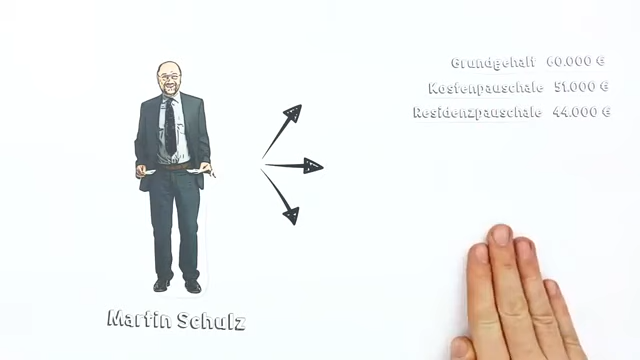 Grundgehalt 60.000 €
Kostenpauschale 51.000 €
Residenzpauschale 44.000 €
Martin Schulz